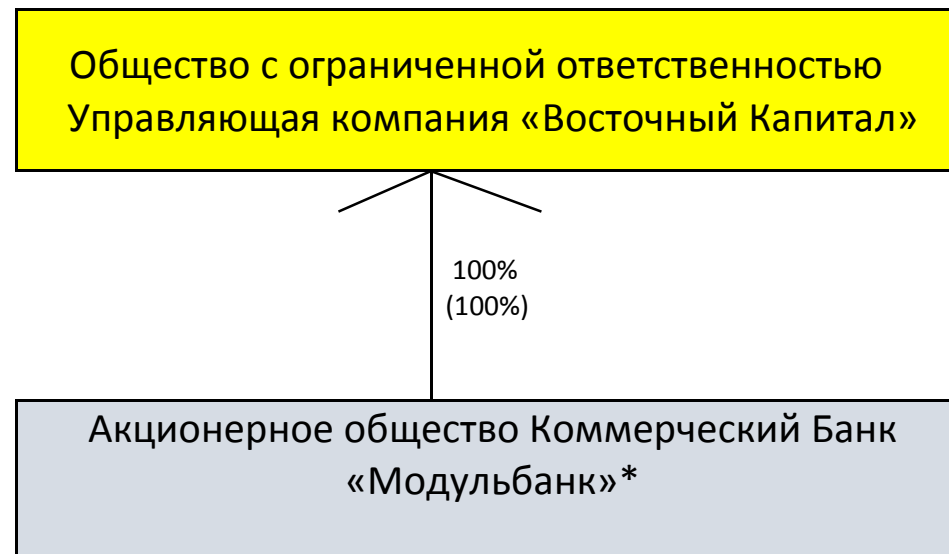 Общество с ограниченной ответственностью
Управляющая компания «Восточный Капитал»
100%
(100%)
Акционерное общество Коммерческий Банк
«Модульбанк»*